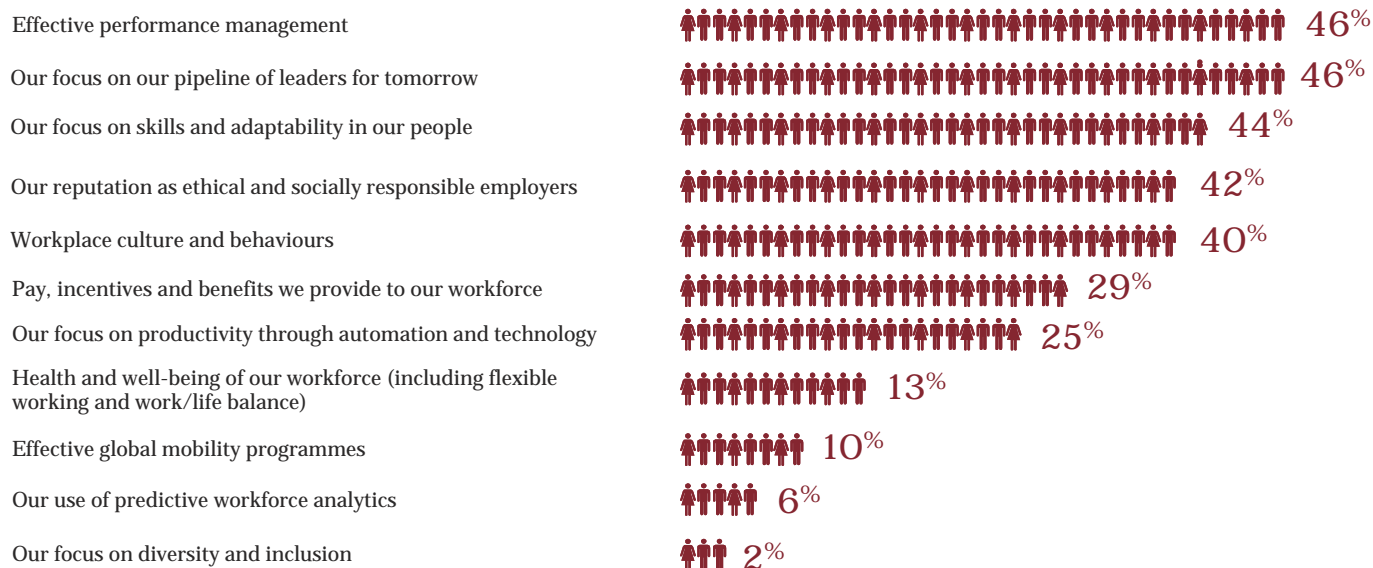 Effective performance management 46%
Our focus on our pipeline of leaders for tomorrow 46%
Our focus on skills and adaptability in our people 44%
Our reputation as ethical and socially responsible employers 42%
Workplace culture and behaviours 40%
Pay, incentives and benefits we provide to our workforce 29%
Our focus on productivity through automation and technology 25%
Health and well-being of our workforce (including flexible
working and work/life balance) 13%
Effective global mobility programmes 10%
Our use of predictive workforce analytics 6%
Our focus on diversity and inclusion 2%